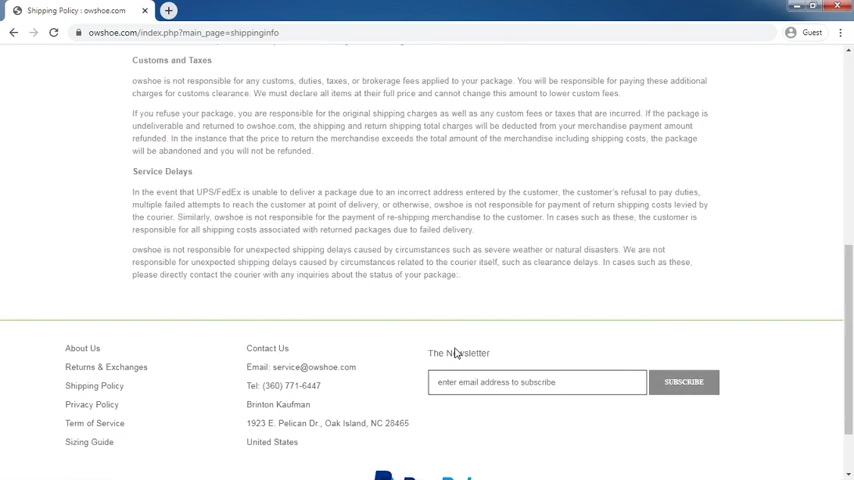 Shipping Policy : owshoe.com
owshoe.com/index.php?main_page=shippinginfo
Guest
Customs and Taxes
owshoe is not responsible for any customs, duties, taxes, or brokerage fees applied to your package. You will be responsible for paying these additional
charges for customs clearance. We must declare all items at their full price and cannot change this amount to lower custom fees.
If you refuse your package, you are responsible for the original shipping charges as well as any custom fees or taxes that are incurred. If the package is
undeliverable and returned to owshoe.com, the shipping and return shipping total charges will be deducted from your merchandise payment amount
refunded. In the instance that the price to return the merchandise exceeds the total amount of the merchandise including shipping costs, the package
will be abandoned and you will not be refunded.
Service Delays
In the event that UPS/FedEx is unable to deliver a package due to an incorrect address entered by the customer, the customer's refusal to pay duties,
multiple failed attempts to reach the customer at point of delivery, or otherwise, owshoe is not responsible for payment of return shipping costs levied by
the courier. Similarly, owshoe is not responsible for the payment of re-shipping merchandise to the customer. In cases such as these, the customer is
responsible for all shipping costs associated with returned packages due to failed delivery.
owshoe is not responsible for unexpected shipping delays caused by circumstances such as severe weather or natural disasters. We are not
responsible for unexpected shipping delays caused by circumstances related to the courier itself, such as clearance delays. In cases such as these,
please directly contact the courier with any inquiries about the status of your package:.
About Us
Returns & Exchanges
Shipping Policy
Privacy Policy
Term of Service
Sizing Guide
Contact Us
Email: service@owshoe.com
Tel: (360) 771-6447
Brinton Kaufman
1923 E. Pelican Dr., Oak Island, NC 28465
United States
The Newsletter
enter email address to subscribe
SUBSCRIBE